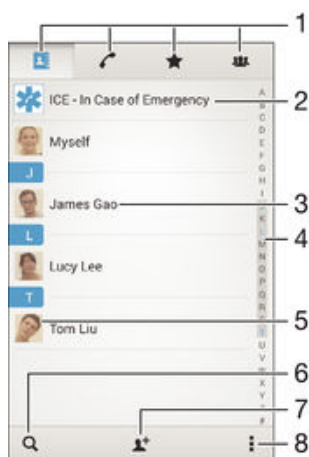 1
ICE - In Case of Emergency
2
Myself
J
James Gao
3
L
4
Lucy Lee
T
Tom Liu
5
6
7
8
A
B
C
D
E
F
G
H
I
J
K
L
M
N
O
P
Q
R
S
T
U
V
W
X
Y
#